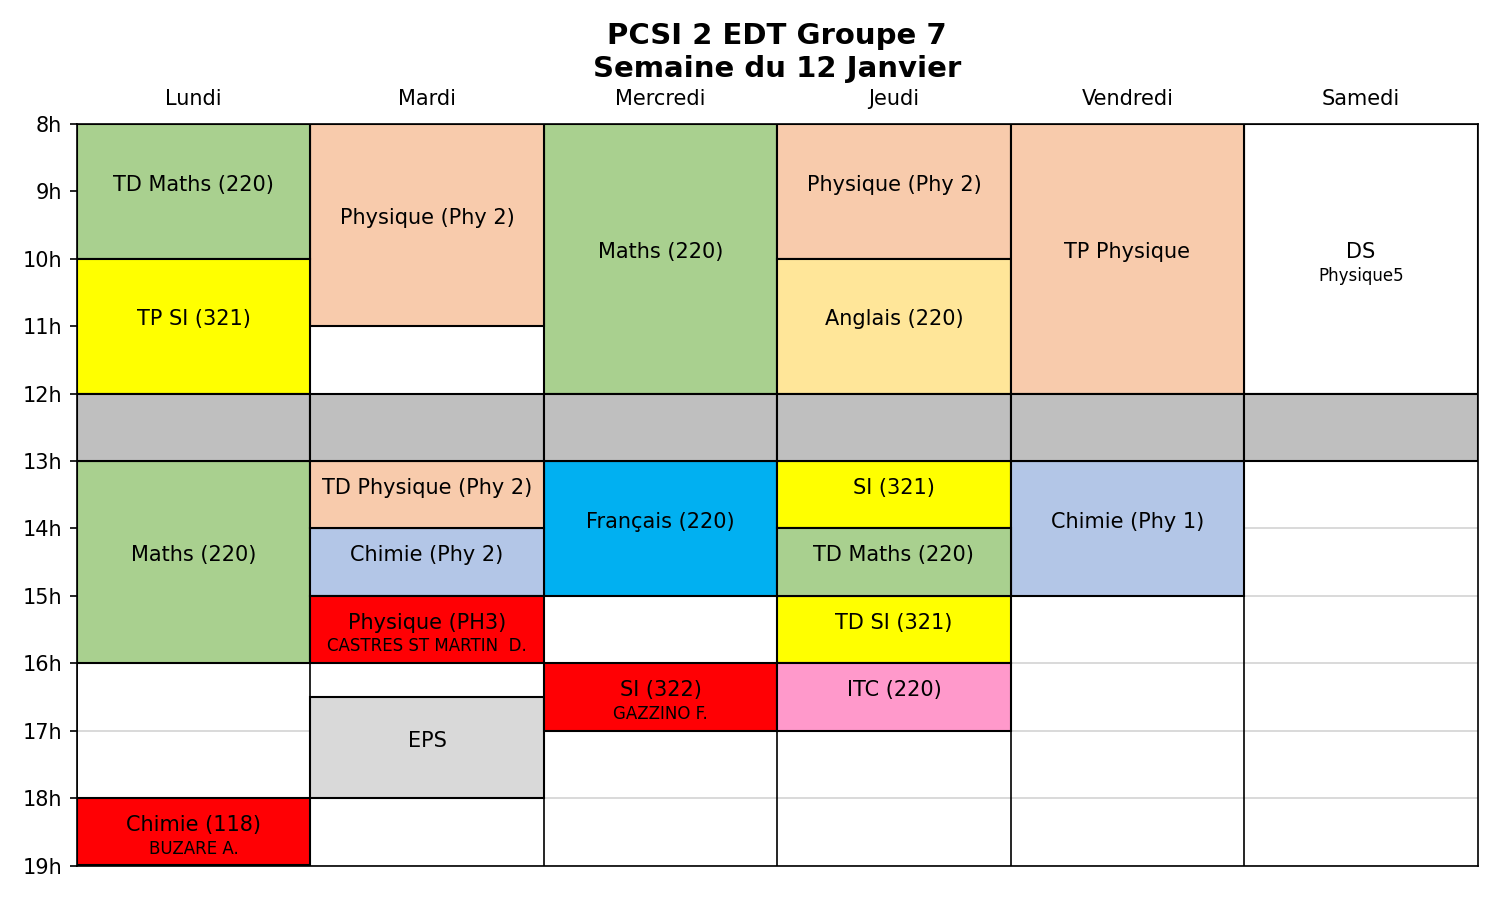 PCSI 2 EDT Groupe 7
Semaine du 12 Janvier
Lundi Mardi Mercredi Jeudi Vendredi Samedi
8h
9h
10h
11h
12h
13h
14h
15h
16h
17h
18h
19h
TD Maths (220)
TP SI (321)
Maths (220)
Chimie (118)
BUZARE A.
Physique (Phy 2)
TD Physique (Phy 2)
Chimie (Phy 2)
Physique (PH3)
CASTRES ST MARTIN  D.
EPS
Maths (220)
Français (220)
SI (322)
GAZZINO F.
Physique (Phy 2)
Anglais (220)
SI (321)
TD Maths (220)
TD SI (321)
ITC (220)
TP Physique
Chimie (Phy 1)
DS
Physique5